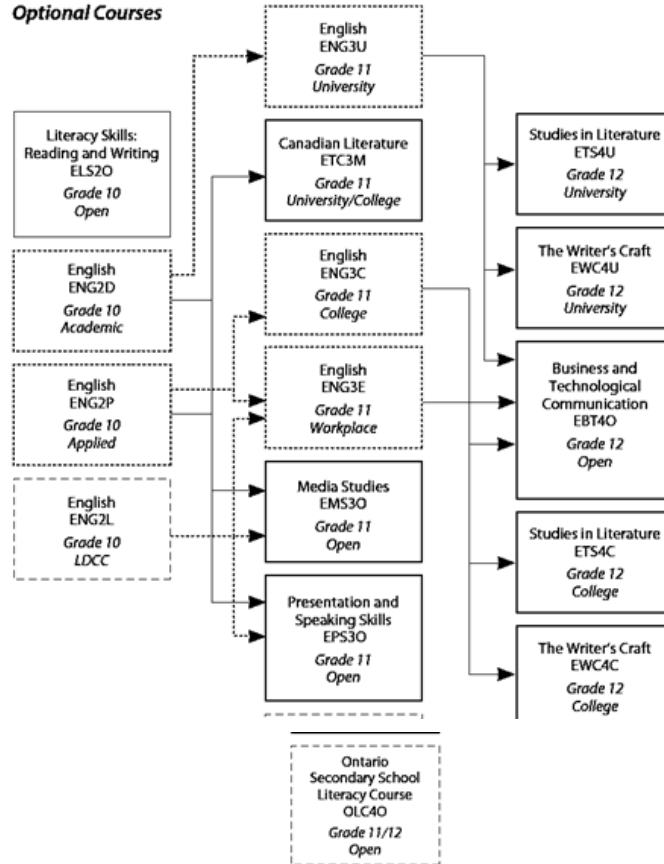 Optional Courses
English
ENG3U
Grade 11
University
Literacy Skills:
Reading and Writing
ELS2O
Grade 10
Open
Canadian Literature
ETC3M
Grade 11
University/College
Studies in Literature
ETS4U
Grade 12
University
English
ENG2D
Grade 10
Academic
English
ENG3C
Grade 11
College
The Writer's Craft
EWC4U
Grade 12
University
English
ENG2P
Grade 10
Applied
English
ENG3E
Grade 11
Workplace
Business and
Technological
Communication
EBT4O
Grade 12
Open
English
ENG2L
Grade 10
LDCC
Media Studies
EMS3O
Grade 11
Open
Studies in Literature
ETS4C
Grade 12
College
Presentation and
Speaking Skills
EPS3O
Grade 11
Open
The Writer's Craft
EWC4C
Grade 12
College
Ontario
Secondary School
Literacy Course
OLC4O
Grade 11/12
Open